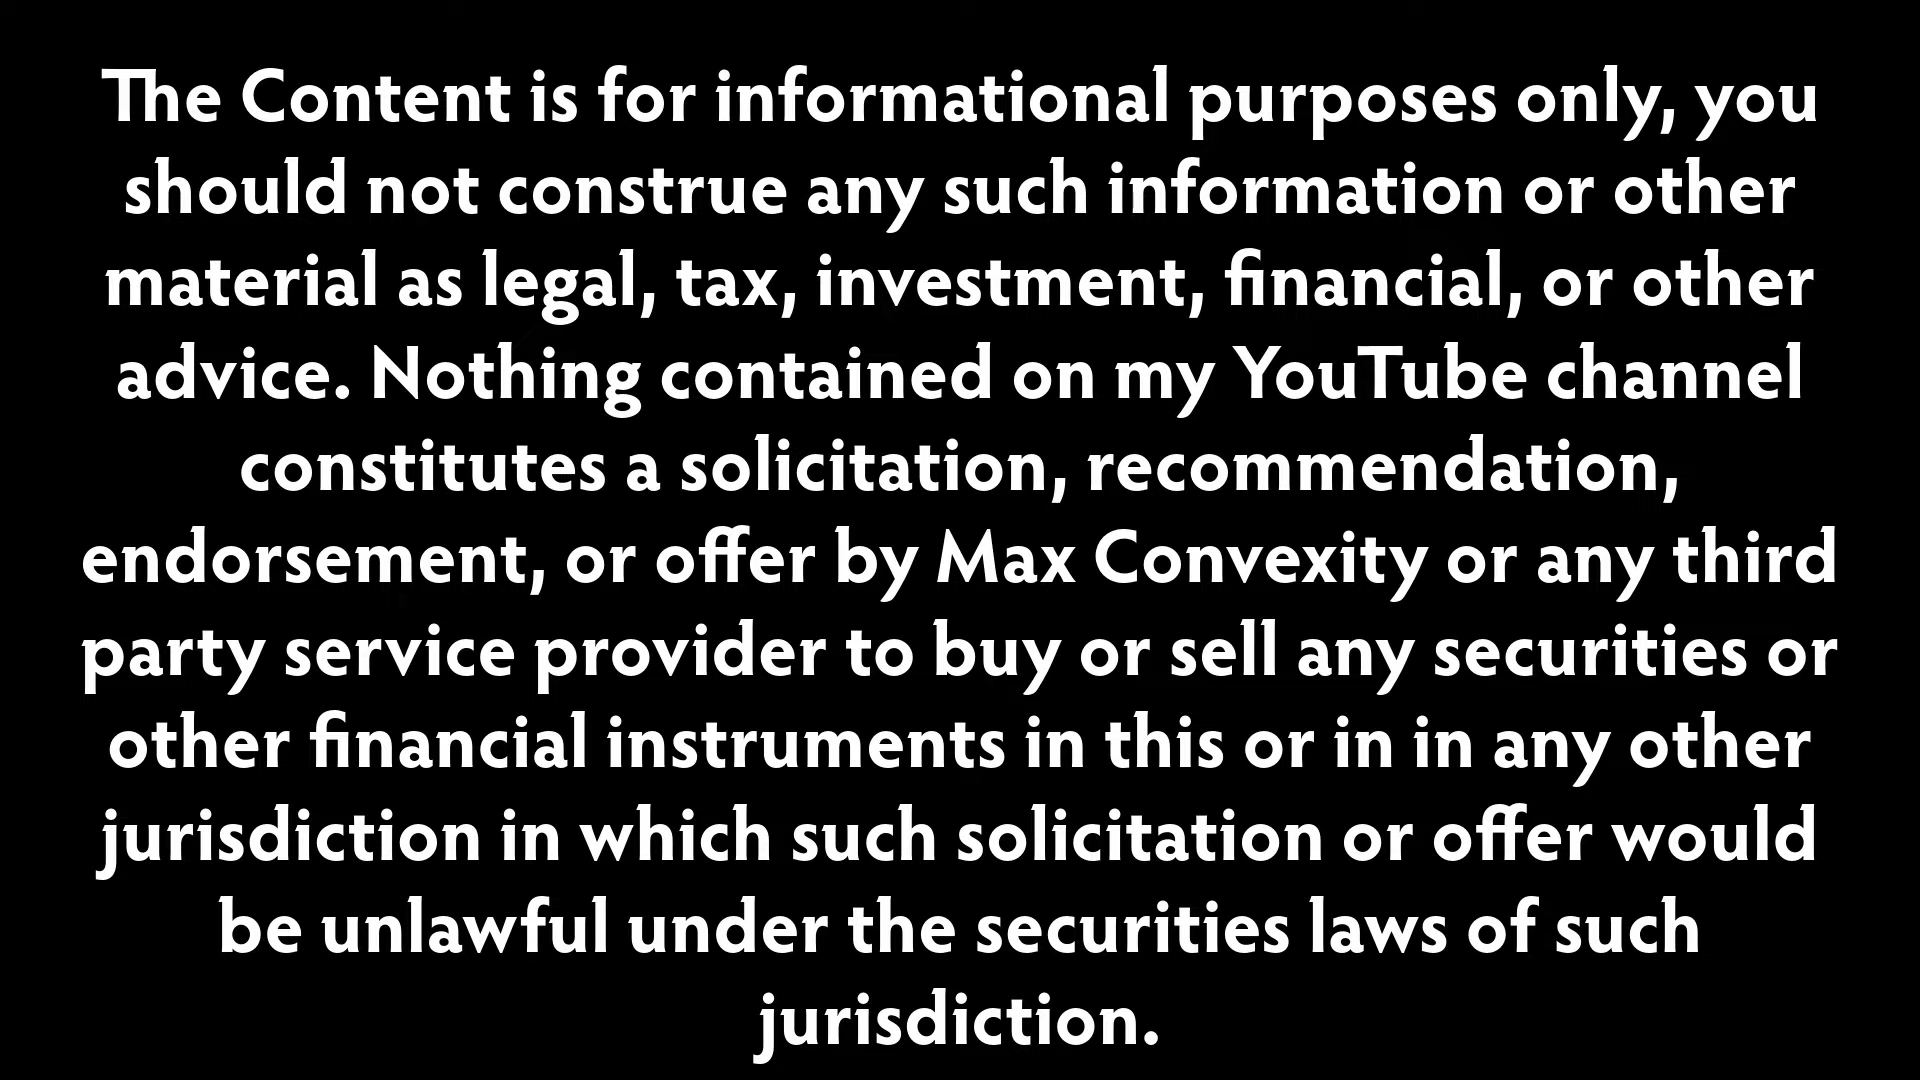 The Content is for informational purposes only, you
should not construe any such information or other
material as legal, tax, investment, financial, or other
advice. Nothing contained on my YouTube channel
constitutes a solicitation, recommendation,
endorsement, or offer by Max Convexity or any third
party service provider to buy or sell any securities or
other financial instruments in this or in in any other
jurisdiction in which such solicitation or offer would
be unlawful under the securities laws of such
jurisdiction.